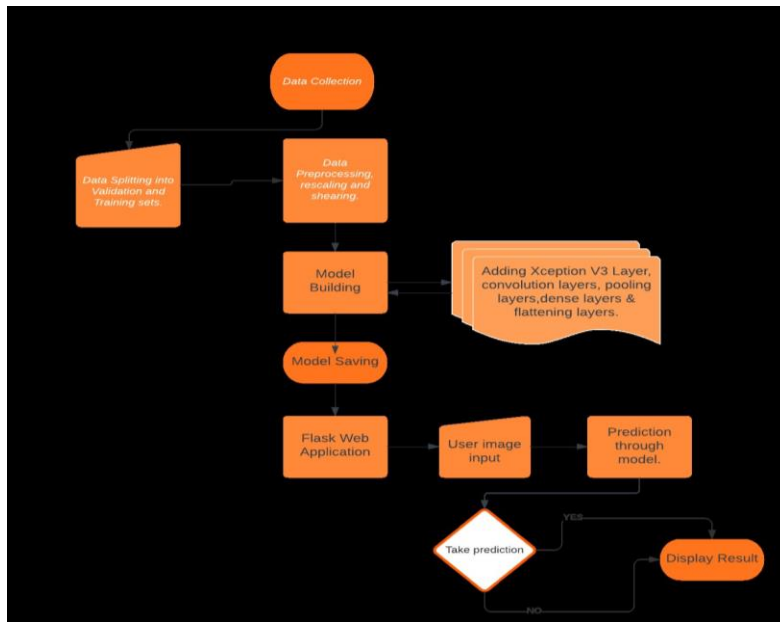 Data Collection
Data Splitting into
Validation and
Training sets.
Data
Preprocessing,
rescaling and
shearing.
Model
Building
Adding Xception V3 Layer,
convolution layers, pooling
layers,dense layers &
flattening layers.
Model Saving
Flask Web
Application
User image
input
Prediction
through
model.
Take prediction
YES
Display Result
NO